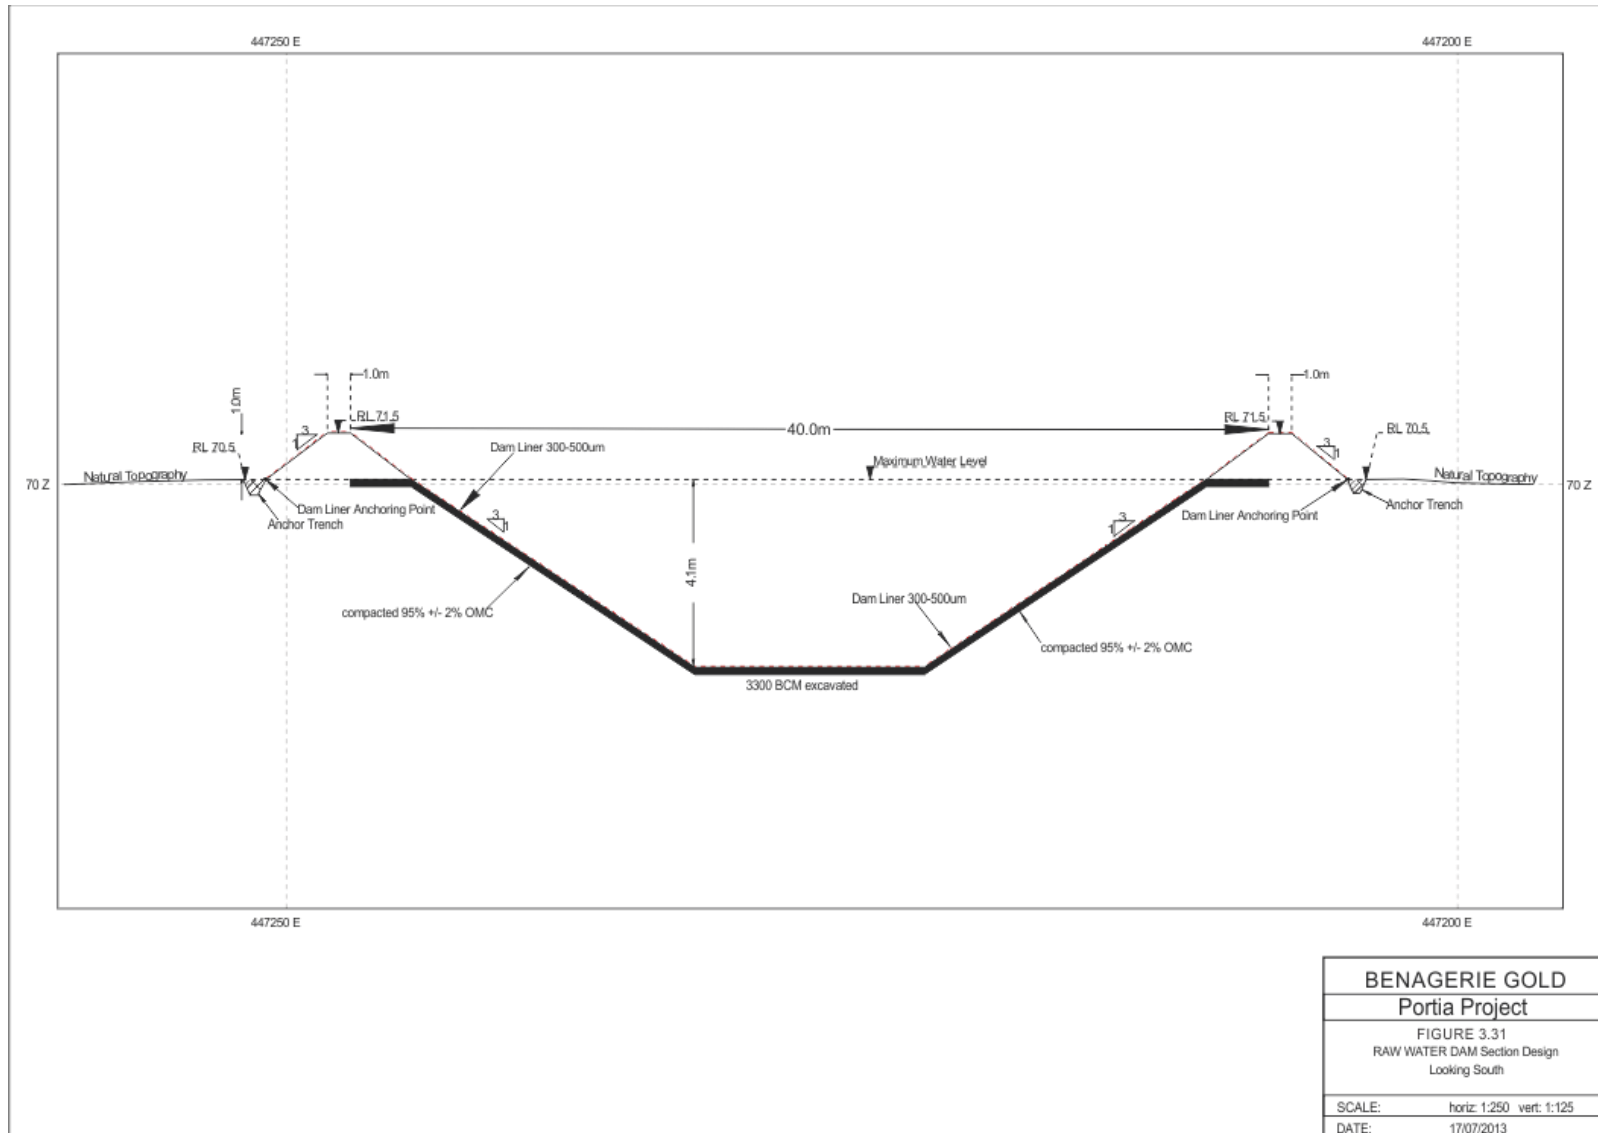 447250 E
447200 E
1.0m
1.0m
1.0m
RL 71.5
RL 71.5
40.0m
3
1
3
1
RL 70.5
RL 70.5
Dam Liner 300-500um
Maximum Water Level
Natural Topography
Natural Topography
70 Z
70 Z
Dam Liner Anchoring Point
Anchor Trench
Dam Liner Anchoring Point
Anchor Trench
3
1
3
1
4.1m
compacted 95% +/- 2% OMC
Dam Liner 300-500um
compacted 95% +/- 2% OMC
3300 BCM excavated
447250 E
447200 E
BENAGERIE GOLD
Portia Project
FIGURE 3.31
RAW WATER DAM Section Design
Looking South
SCALE: horiz: 1:250 vert: 1:125
DATE: 17/07/2013